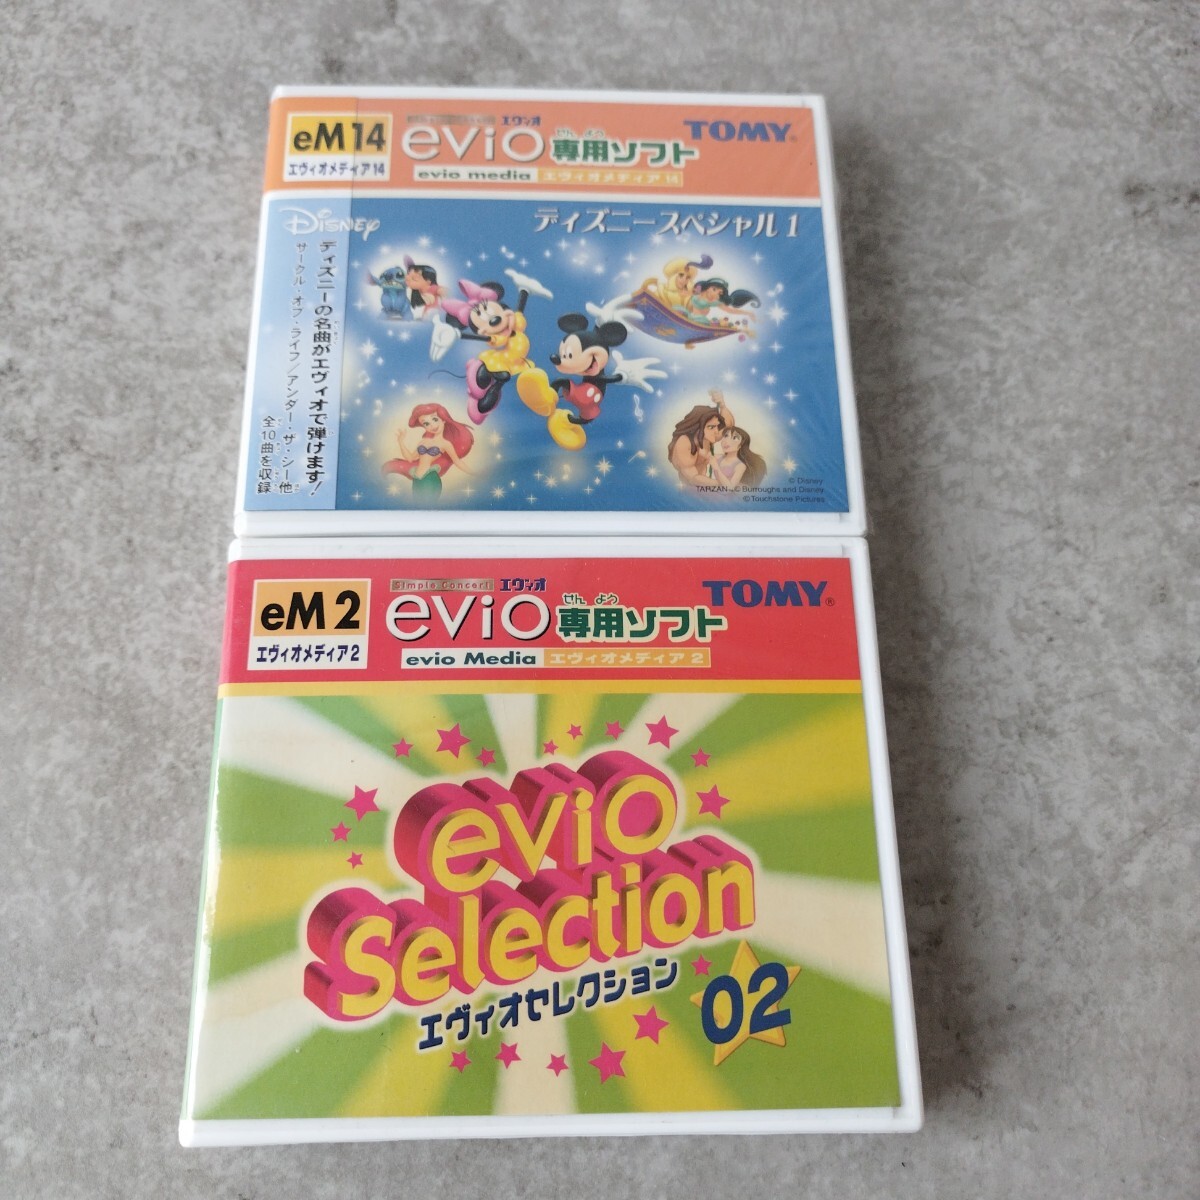 eM14
エヴィオメディア14
エヴィオ
evio
せんよう
専用ソフト
evio media
エヴィオメディア 14
TOMY
DISNEY
ディズニースペシャル 1
ディズニーの名曲がエヴィオで弾けます!
サークル・オブ・ライフ/アンダー・ザ・シー他
全10曲を収録
© Disney
TARZAN © Burroughs and Disney
© Touchstone Pictures
eM2
エヴィオメディア2
Simple Concert
エヴィオ
evio
せんよう
専用ソフト
evio Media
エヴィオメディア 2
TOMY®
evio
Selection
エヴィオセレクション
02